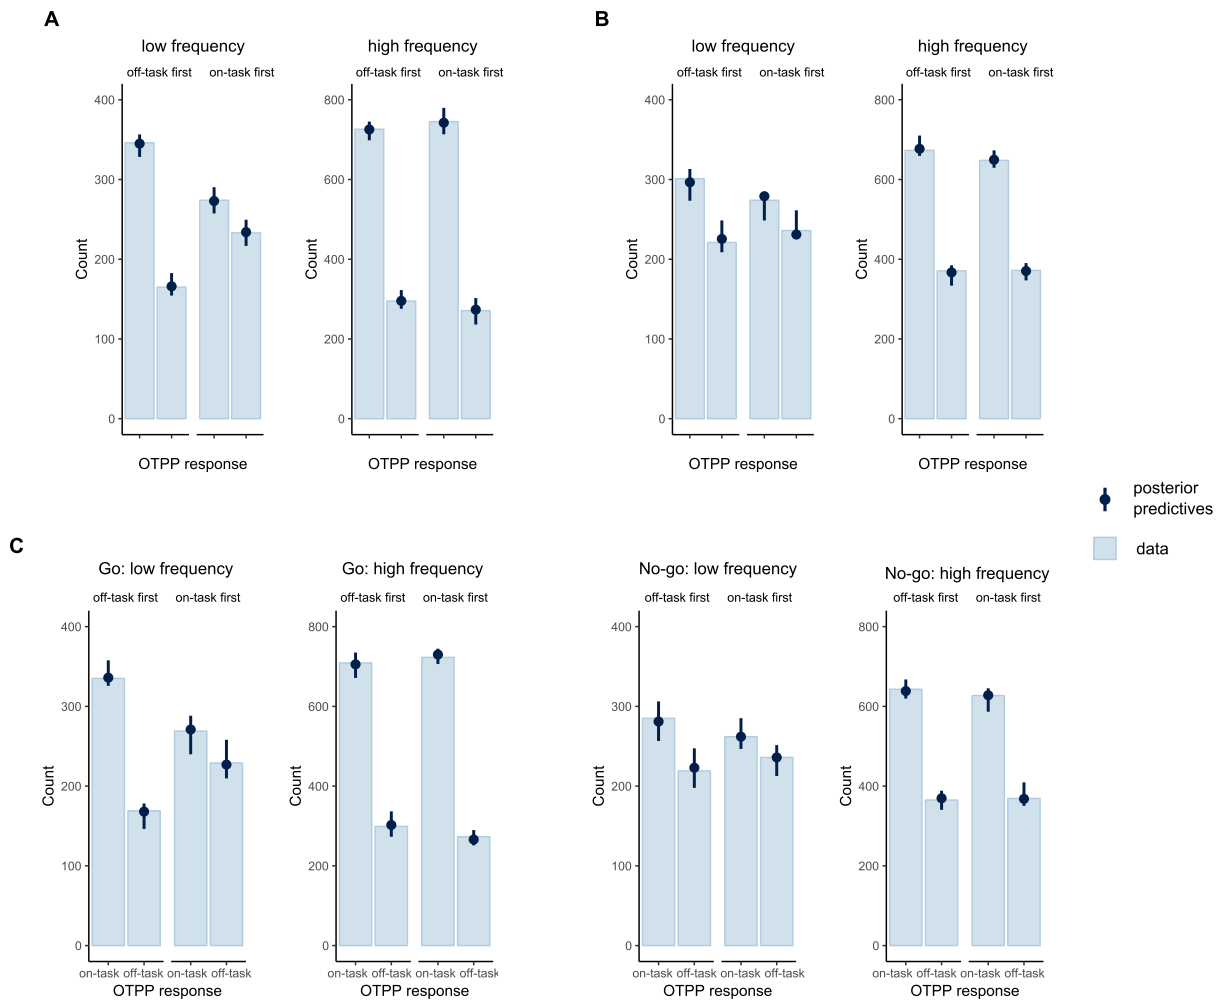 A
B
low frequency
high frequency
low frequency
high frequency
off-task first
on-task first
off-task first
on-task first
off-task first
on-task first
off-task first
on-task first
400
300
200
100
0
Count
800
600
400
200
0
Count
400
300
200
100
0
Count
800
600
400
200
0
Count
OTPP response
OTPP response
OTPP response
OTPP response
posterior
predictives
data
C
Go: low frequency
Go: high frequency
No-go: low frequency
No-go: high frequency
off-task first
on-task first
off-task first
on-task first
off-task first
on-task first
off-task first
on-task first
400
300
200
100
0
Count
800
600
400
200
0
Count
400
300
200
100
0
Count
800
600
400
200
0
Count
on-task off-task on-task off-task
on-task off-task on-task off-task
on-task off-task on-task off-task
on-task off-task on-task off-task
OTPP response
OTPP response
OTPP response
OTPP response